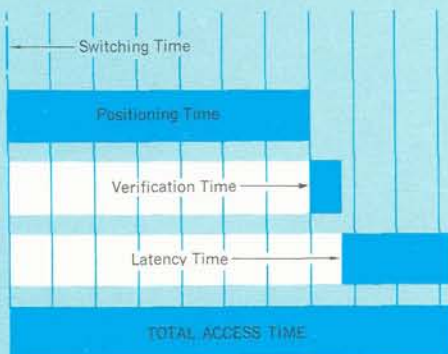 Switching Time
Positioning Time
Verification Time
Latency Time
TOTAL ACCESS TIME